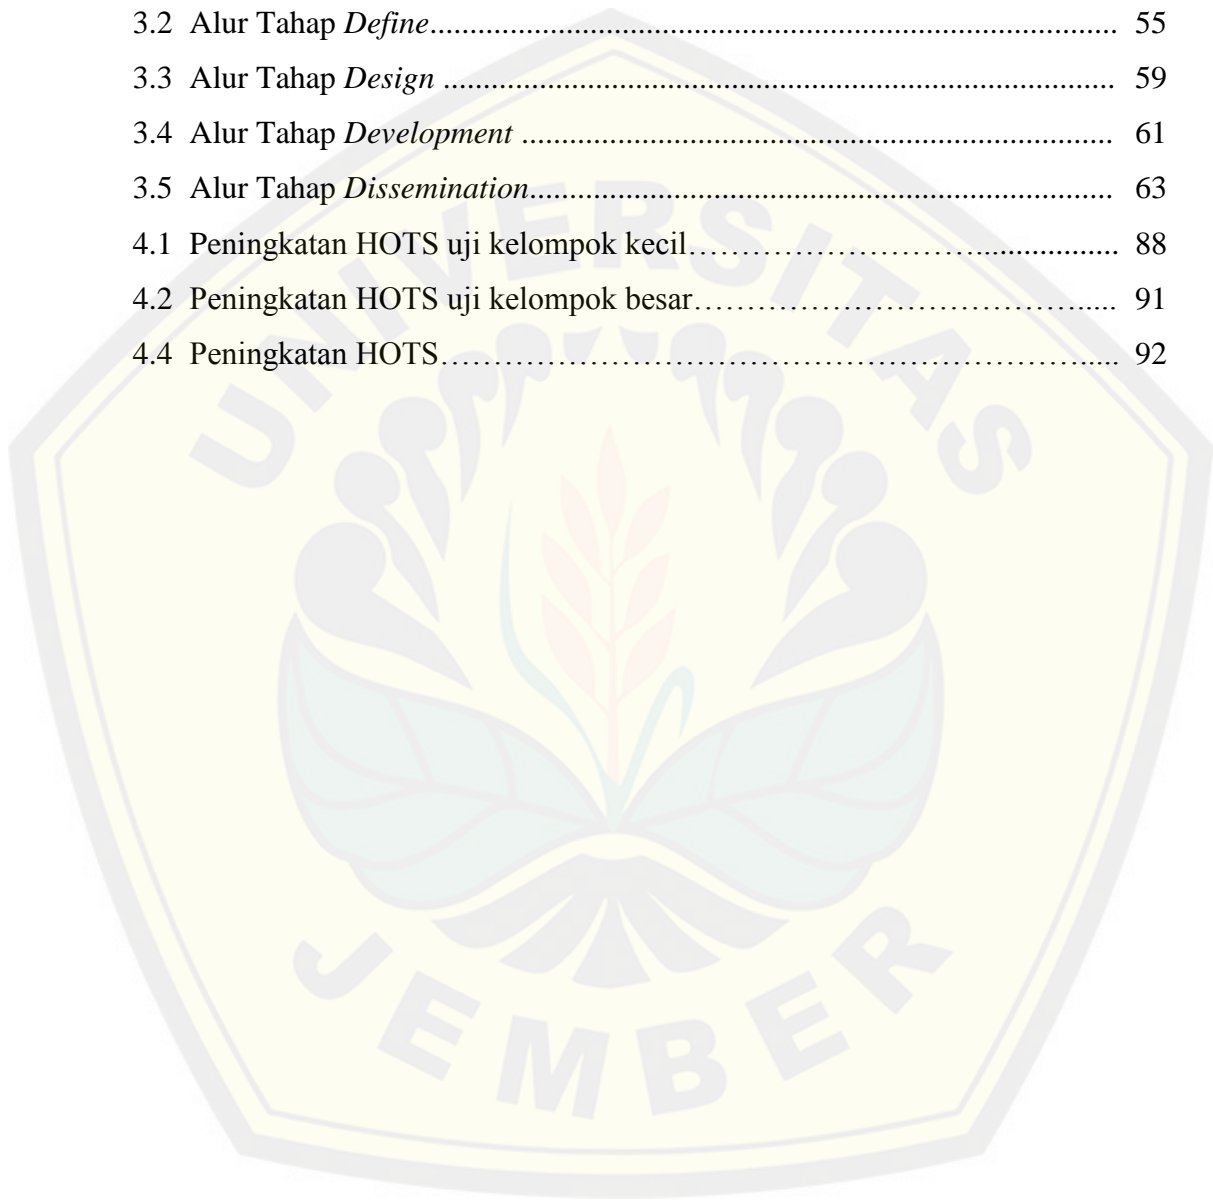 3.2 Alur Tahap Define.................................................................................... 55
3.3 Alur Tahap Design .................................................................................. 59
3.4 Alur Tahap Development ........................................................................ 61
3.5 Alur Tahap Dissemination....................................................................... 63
4.1 Peningkatan HOTS uji kelompok kecil………………………................. 88
4.2 Peningkatan HOTS uji kelompok besar…………………………………..... 91
4.4 Peningkatan HOTS……………………………………………………………..... 92
UNIVERSITAS
JEMBER